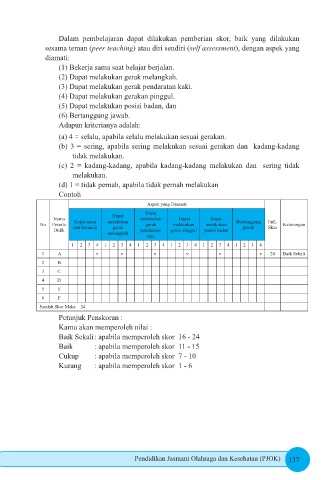 Dalam pembelajaran dapat dilakukan pemberian skor, baik yang dilakukan
sesama teman (peer teaching) atau diri sendiri (self assessment), dengan aspek yang
diamati:
(1) Bekerja sama saat belajar berjalan.
(2) Dapat melakukan gerak melangkah,
(3) Dapat melakukan gerak pendaratan kaki.
(4) Dapat melakukan gerakan pinggul,
(5) Dapat melakukan posisi badan, dan
(6) Bertanggung jawab.
Adapun kriterianya adalah:
(a) 4 = selalu, apabila selalu melakukan sesuai gerakan.
(b) 3 = sering, apabila sering melakukan sesuai gerakan dan kadang-kadang
tidak melakukan.
(c) 2 = kadang-kadang, apabila kadang-kadang melakukan dan sering tidak
melakukan.
(d) 1 = tidak pernah, apabila tidak pernah melakukan
Contoh
Aspek yang Diamati
No Nama Peserta Didik Kerja sama saat bermain Dapat melakukan gerak melangkah Dapat melakukan gerak pendaratan kaki Dapat melakukan gerak pinggul Dapat melakukan posisi badan Bertanggung jawab Jml. Skor Keterangan
1 2 3 4 1 2 3 4 1 2 3 4 1 2 3 4 1 2 3 4 1 2 3 4
1 A v v v v v v 20 Baik Sekali
2 B
3 C
4 D
5 E
6 F
Jumlah Skor Maks 24
Petunjuk Penskoran :
Kamu akan memperoleh nilai :
Baik Sekali : apabila memperoleh skor 16 - 24
Baik : apabila memperoleh skor 11 - 15
Cukup : apabila memperoleh skor 7 - 10
Kurang : apabila memperoleh skor 1 - 6
Pendidikan Jasmani Olahraga dan Kesehatan (PJOK) 137